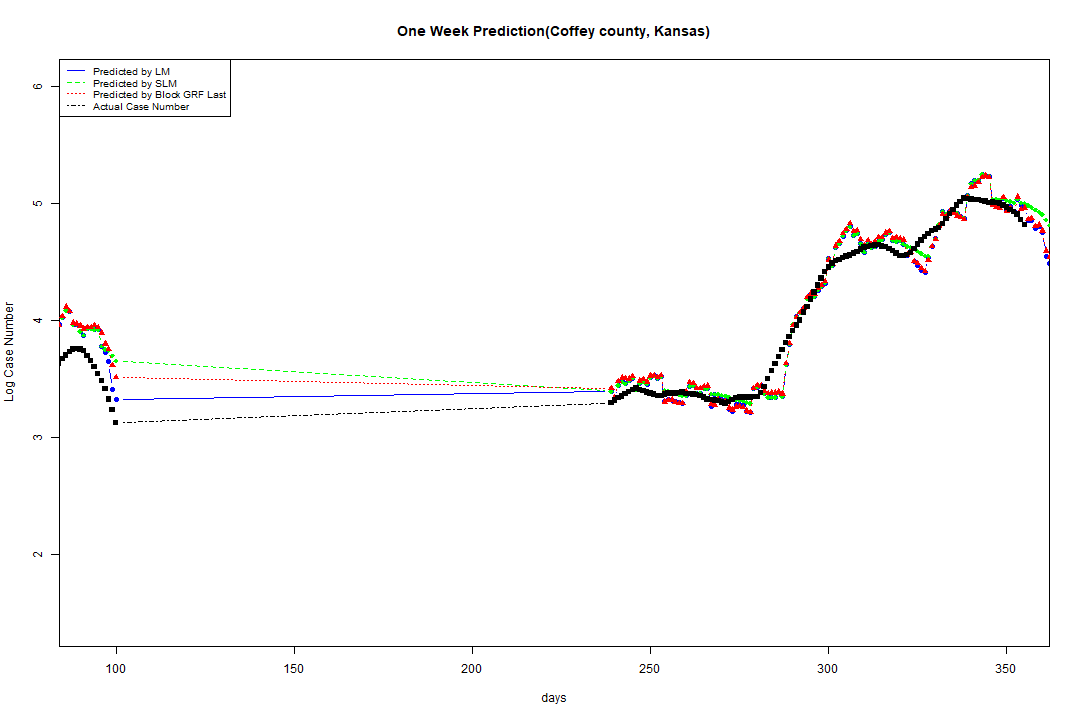 One Week Prediction(Coffey county, Kansas)
Predicted by LM
Predicted by SLM
Predicted by Block GRF Last
Actual Case Number
6
5
4
3
2
Log Case Number
100 150 200 250 300 350
days